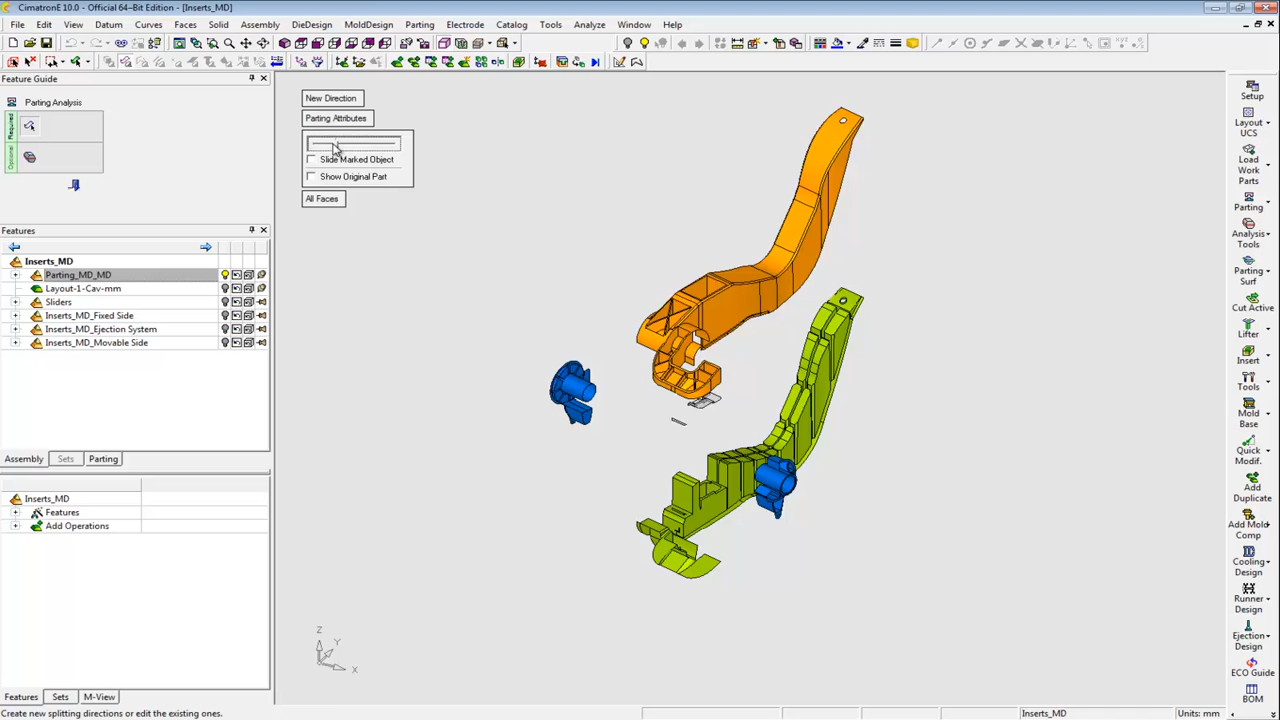 CimatronE 10.0 - Official 64-Bit Edition - [Inserts_MD]
File Edit View Datum Curves Faces Solid Assembly DieDesign MoldDesign Parting Electrode Catalog Tools Analyze Window Help
Feature Guide
Parting Analysis
Required
Optional
New Direction
Parting Attributes
Slide Marked Object
Show Original Part
All Faces
Features
Inserts_MD
Parting_MD_MD
Layout-1-Cav-mm
Sliders
Inserts_MD_Fixed Side
Inserts_MD_Ejection System
Inserts_MD_Movable Side
Assembly Sets Parting
Inserts_MD
Features
Add Operations
Features Sets M-View
Z
Y
X
Setup
Layout
UCS
Load
Work
Parts
Parting
Analysis
Tools
Parting
Surf
Cut Active
Lifter
Insert
Tools
Mold
Base
Quick
Modif.
Add
Duplicate
Add Mold
Comp
Cooling
Design
Runner
Design
Ejection
Design
ECO Guide
BOM
Create new splitting directions or edit the existing ones.
Inserts_MD
Units: mm